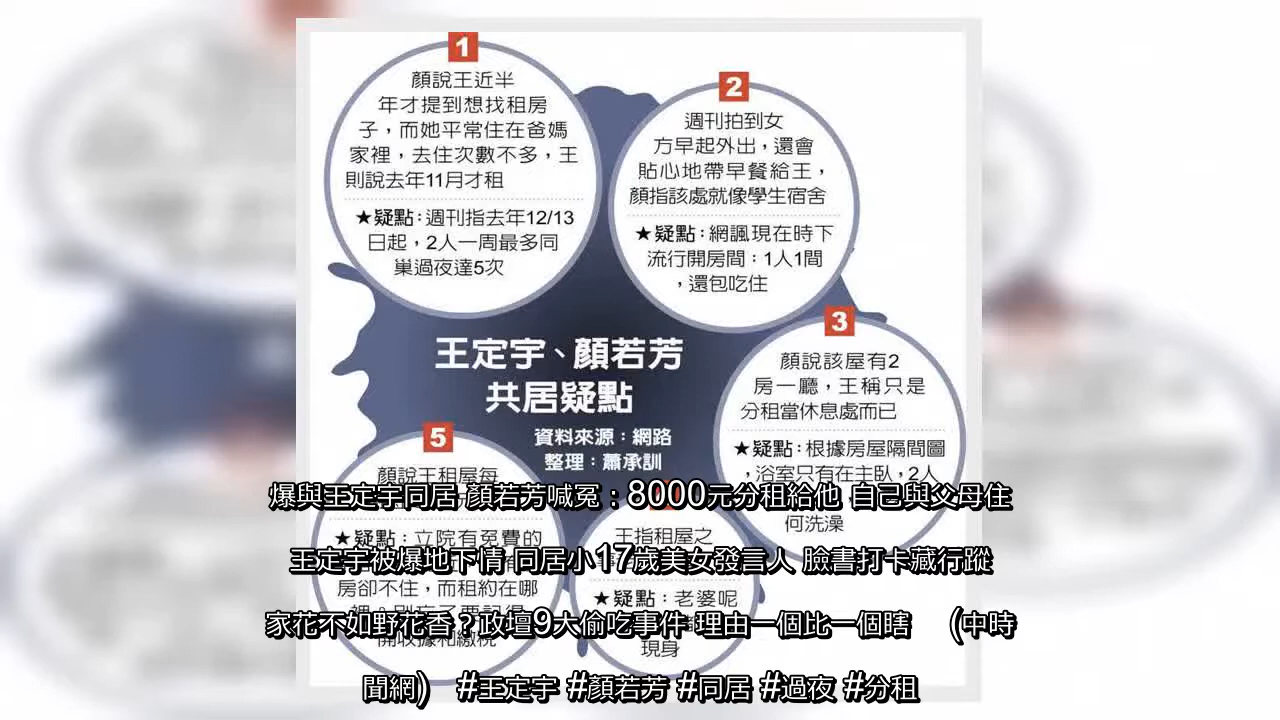 1
顏說王近半
年才提到想找租房
子，而她平常住在爸媽
家裡，去住次數不多，王
則說去年11月才租
★疑點：週刊指去年12/13
日起，2人一周最多同
巢過夜達5次
2
週刊拍到女
方早起外出，還會
貼心地帶早餐給王，
顏指該處就像學生宿舍
★疑點：網諷現在時下
流行開房間：1人1間
，還包吃住
3
顏說該屋有2
房一廳，王稱只是
分租當休息處而已
★疑點：根據房屋隔間圖
，浴室只有在主臥，2人
何洗澡
王定宇、顏若芳
共居疑點
資料來源：網路
整理：蕭承訓
5
顏說王租屋每
★疑點：立院有免費的
房卻不住，而租約在哪
開收據和繳稅
王指租屋之
★疑點：老婆呢
現身
爆與王定宇同居 顏若芳喊冤：8000元分租給他 自己與父母住
王定宇被爆地下情 同居小17歲美女發言人 臉書打卡藏行蹤
家花不如野花香？政壇9大偷吃事件 理由一個比一個瞎 (中時
聞網) #王定宇 #顏若芳 #同居 #過夜 #分租